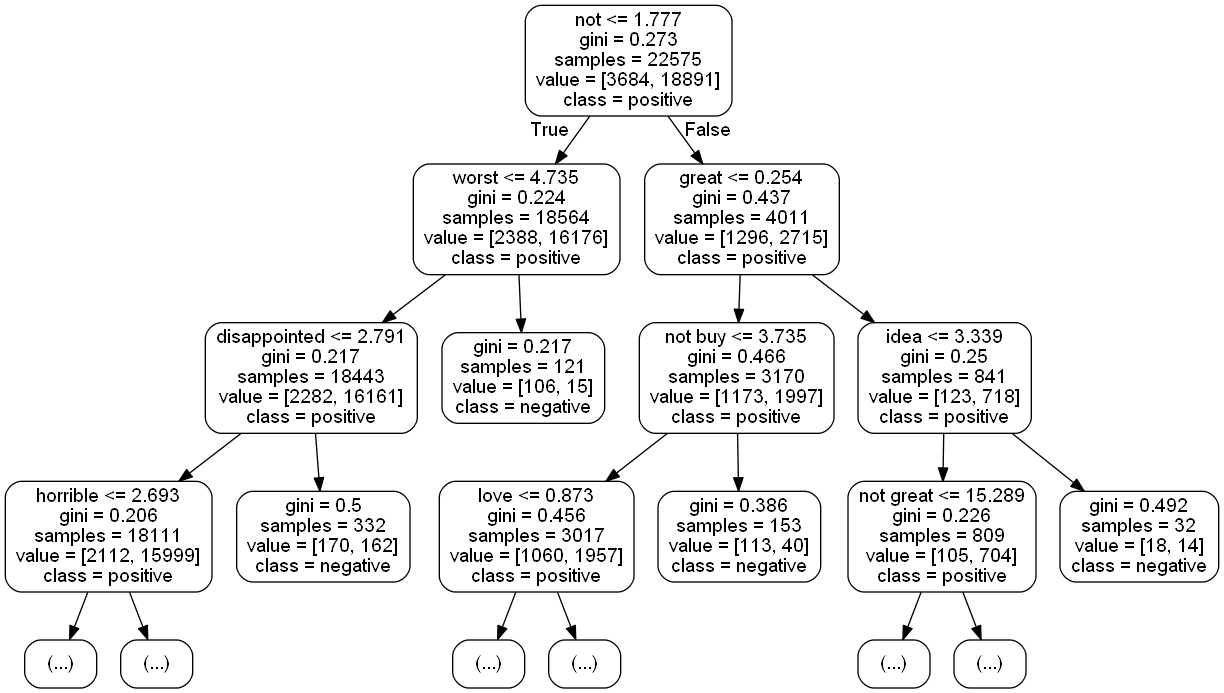 not <= 1.777
gini = 0.273
samples = 22575
value = [3684, 18891]
class = positive
True
False
worst <= 4.735
gini = 0.224
samples = 18564
value = [2388, 16176]
class = positive
great <= 0.254
gini = 0.437
samples = 4011
value = [1296, 2715]
class = positive
disappointed <= 2.791
gini = 0.217
samples = 18443
value = [2282, 16161]
class = positive
gini = 0.217
samples = 121
value = [106, 15]
class = negative
not buy <= 3.735
gini = 0.466
samples = 3170
value = [1173, 1997]
class = positive
idea <= 3.339
gini = 0.25
samples = 841
value = [123, 718]
class = positive
horrible <= 2.693
gini = 0.206
samples = 18111
value = [2112, 15999]
class = positive
gini = 0.5
samples = 332
value = [170, 162]
class = negative
love <= 0.873
gini = 0.456
samples = 3017
value = [1060, 1957]
class = positive
gini = 0.386
samples = 153
value = [113, 40]
class = negative
not great <= 15.289
gini = 0.226
samples = 809
value = [105, 704]
class = positive
gini = 0.492
samples = 32
value = [18, 14]
class = negative
(...)
(...)
(...)
(...)
(...)
(...)